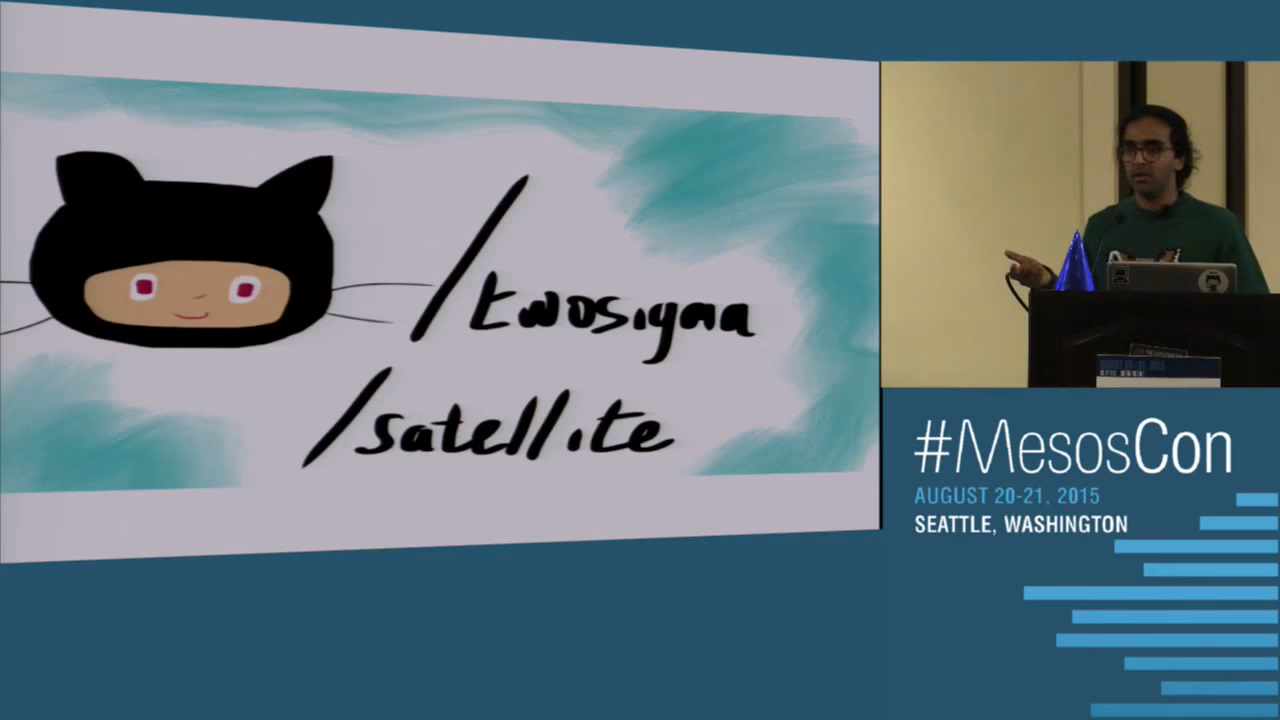 /twosigma
/satellite
#MesosCon
AUGUST 20-21, 2015
SEATTLE, WASHINGTON